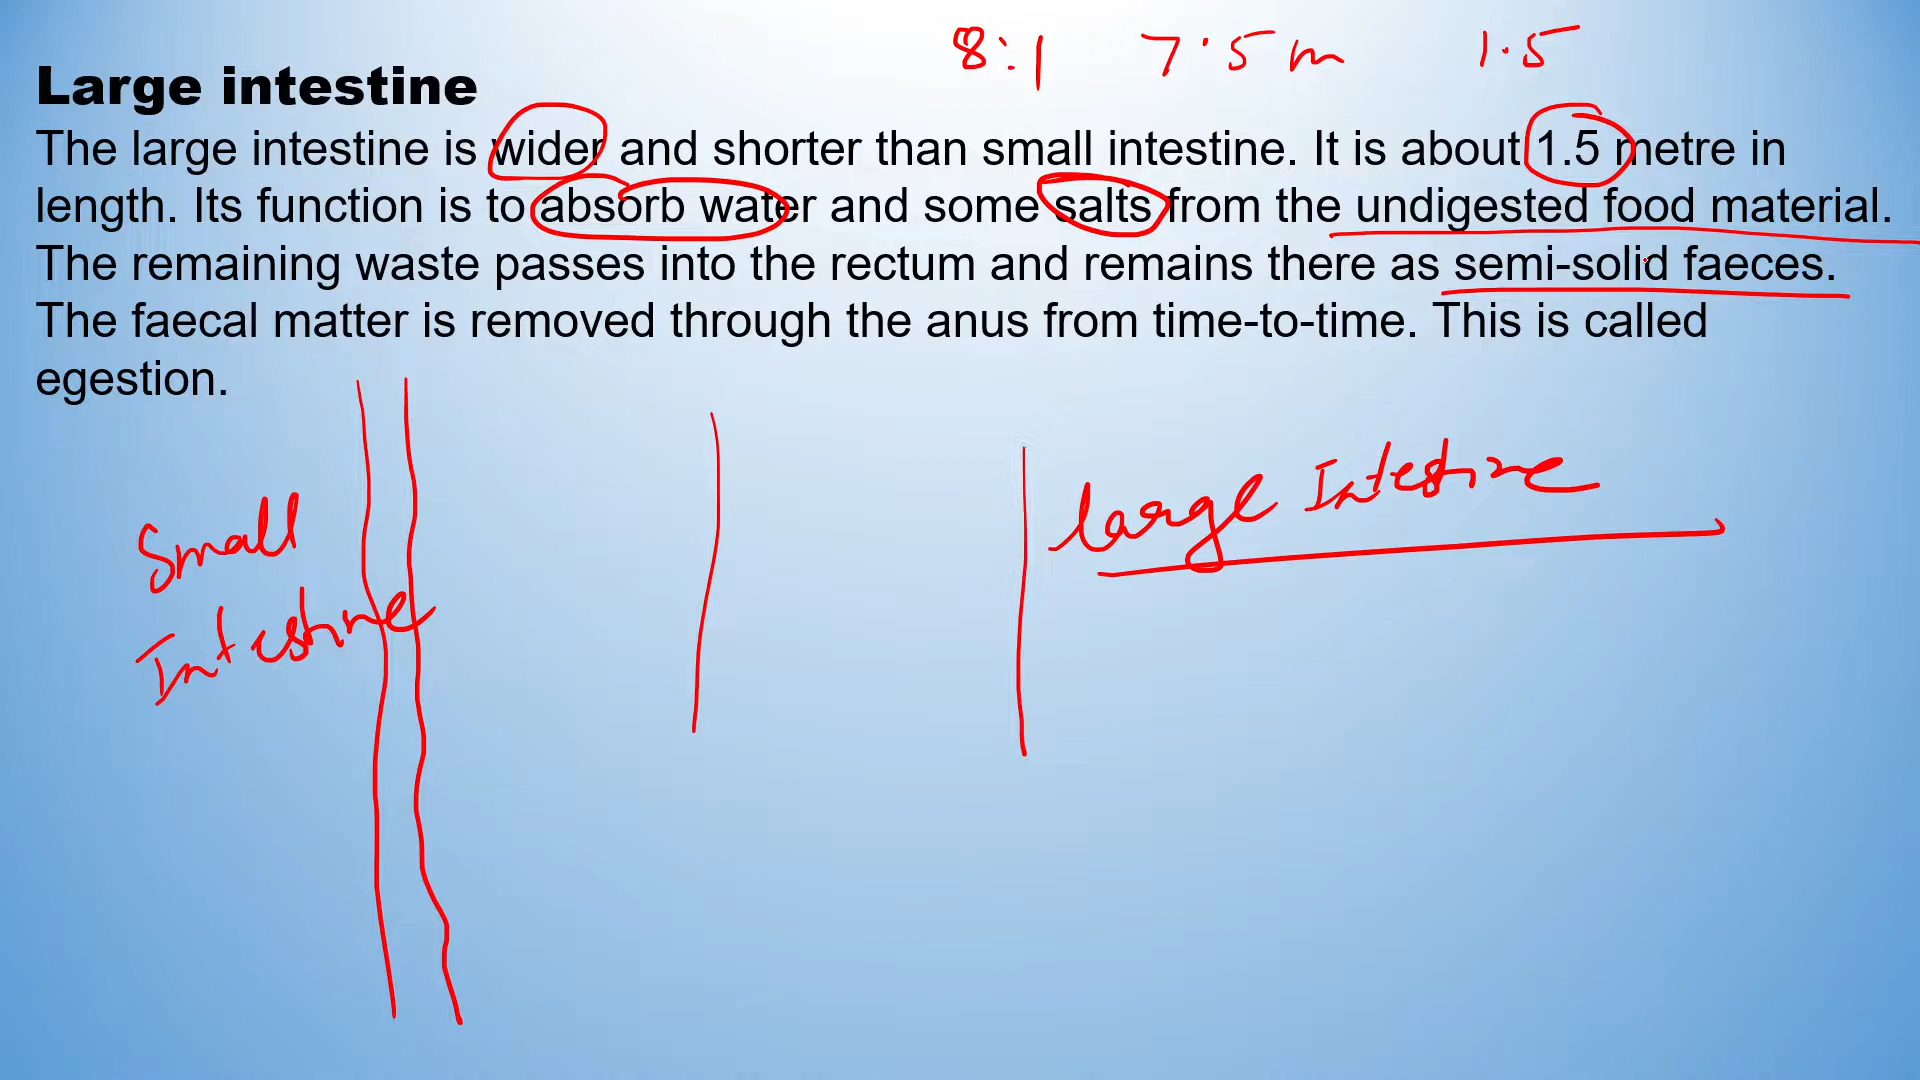 8:1 7.5 m 1.5
Large intestine
The large intestine is wider and shorter than small intestine. It is about 1.5 metre in
length. Its function is to absorb water and some salts from the undigested food material.
The remaining waste passes into the rectum and remains there as semi-solid faeces.
The faecal matter is removed through the anus from time-to-time. This is called
egestion.
large Intestine
Small
Intestine